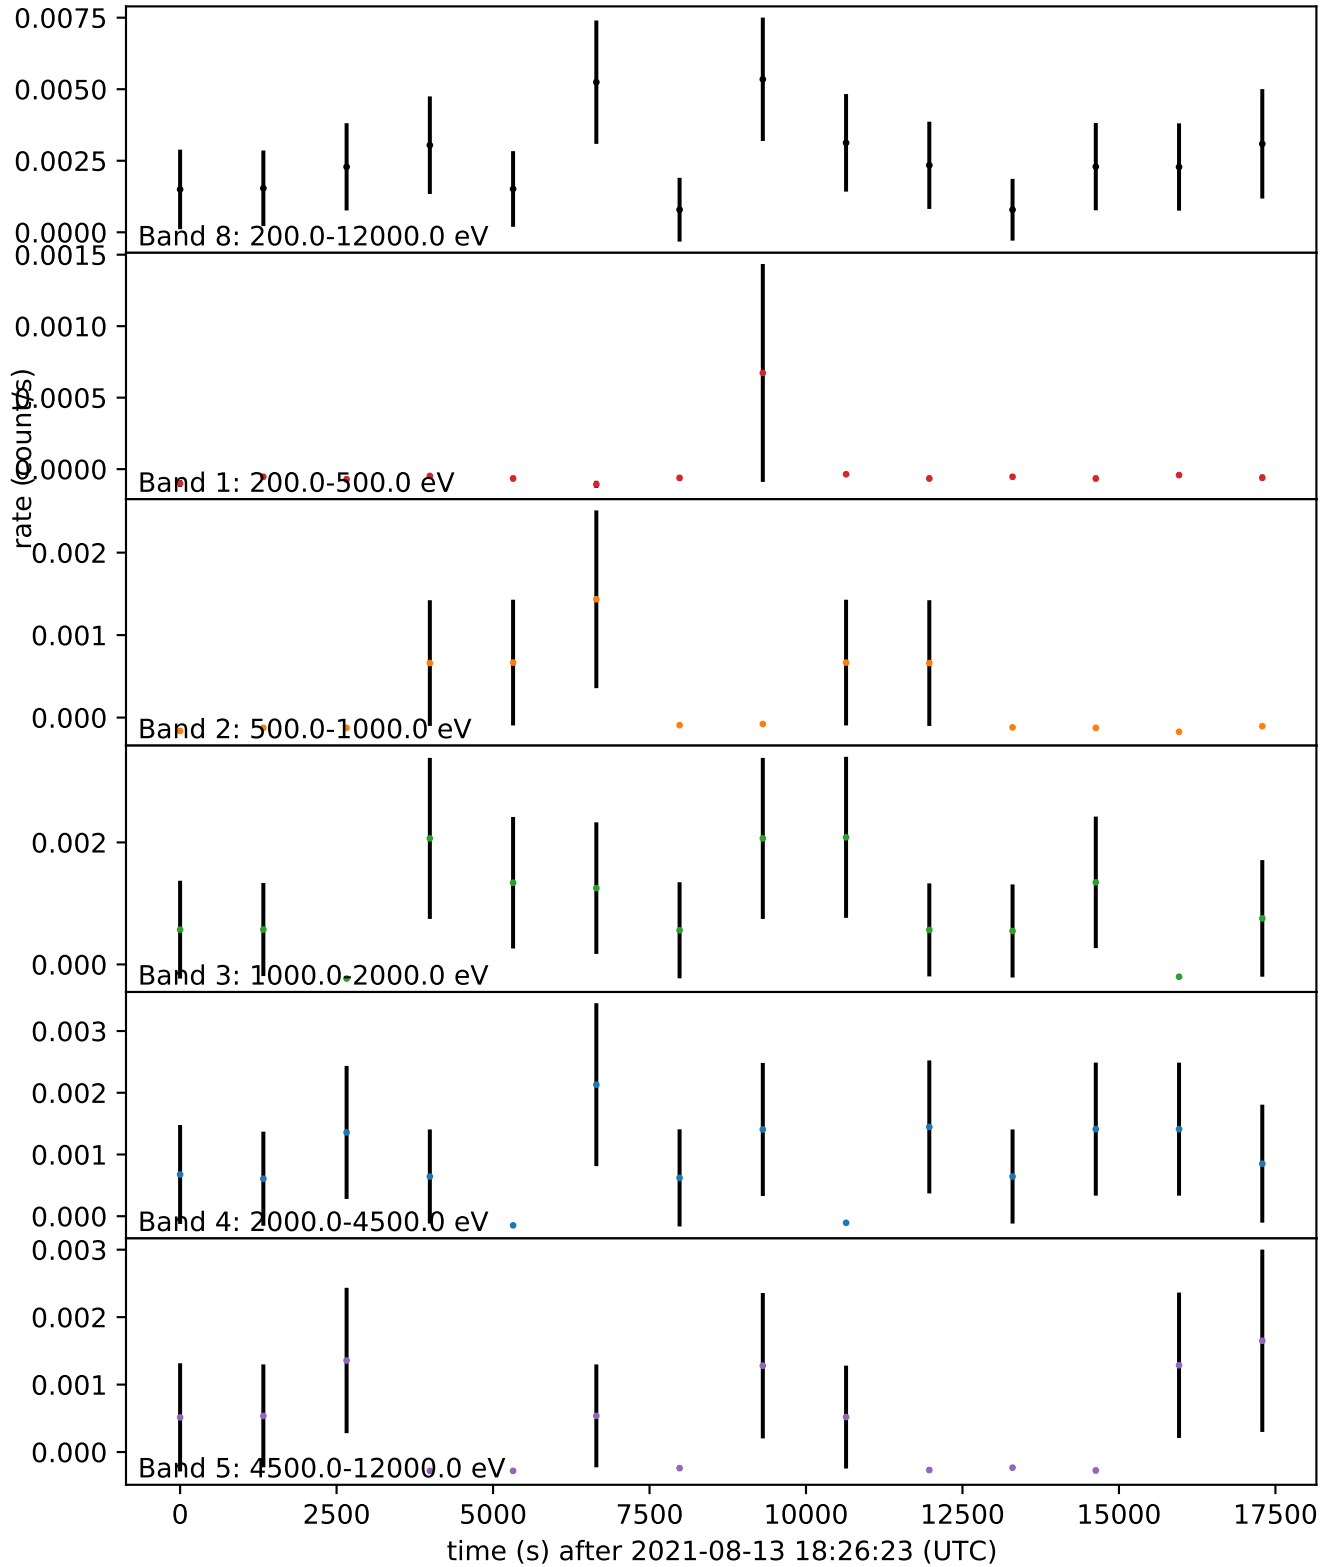 0.0075
0.0050
0.0025
0.0000
Band 8: 200.0-12000.0 eV
0.0015
0.0010
0.0005
0.0000
Band 1: 200.0-500.0 eV
rate (count/s)
0.002
0.001
0.000
Band 2: 500.0-1000.0 eV
0.002
0.000
Band 3: 1000.0-2000.0 eV
0.003
0.002
0.001
0.000
Band 4: 2000.0-4500.0 eV
0.003
0.002
0.001
0.000
Band 5: 4500.0-12000.0 eV
0 2500 5000 7500 10000 12500 15000 17500
time (s) after 2021-08-13 18:26:23 (UTC)